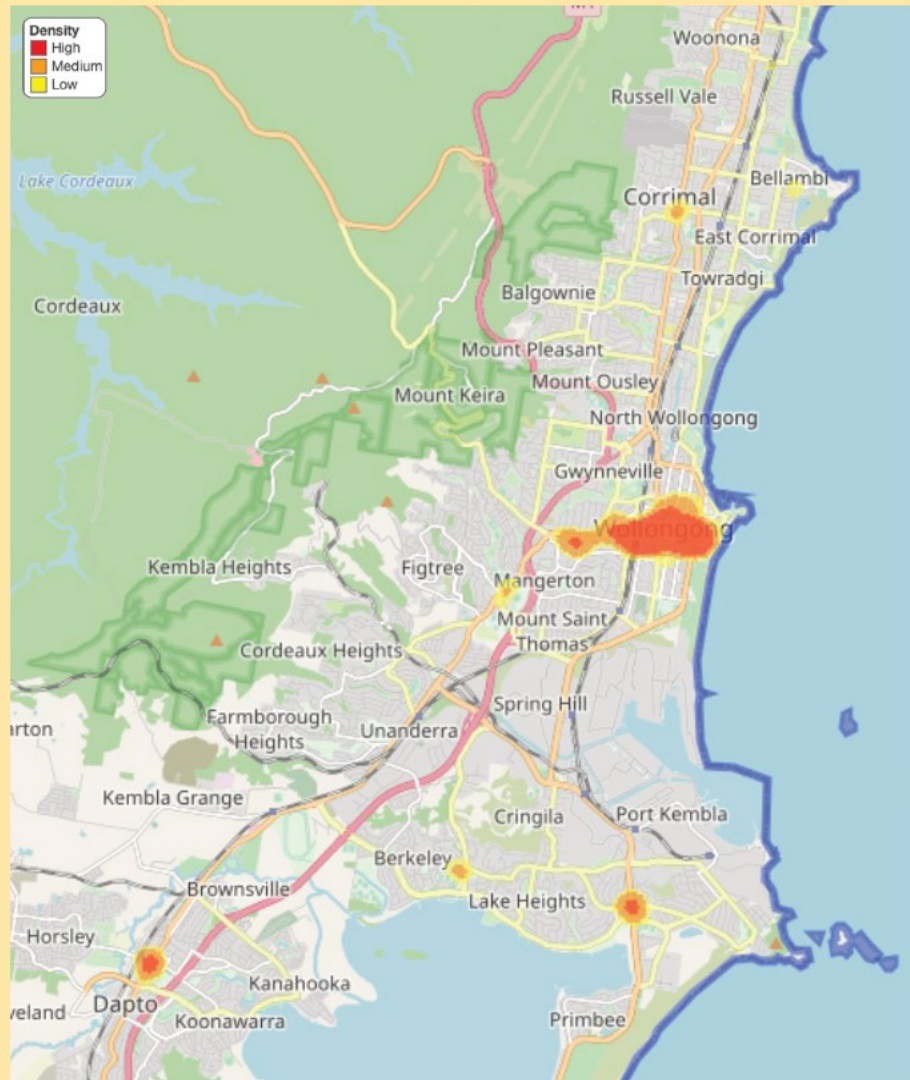 Density
High
Medium
Low
Woonona
Russell Vale
Lake Cordeaux
Bellambi
Corrimal
East Corrimal
Towradgi
Balgownie
Cordeaux
Mount Pleasant
Mount Ousley
Mount Keira
North Wollongong
Gwynneville
Wollongong
Kembla Heights
Figtree
Mangerton
Mount Saint
Thomas
Cordeaux Heights
Spring Hill
Farmborough
Heights
Unanderra
arton
Kembla Grange
Cringila
Port Kembla
Berkeley
Brownsville
Lake Heights
Horsley
Kanahooka
Dapto
veland
Koonawarra
Primbee